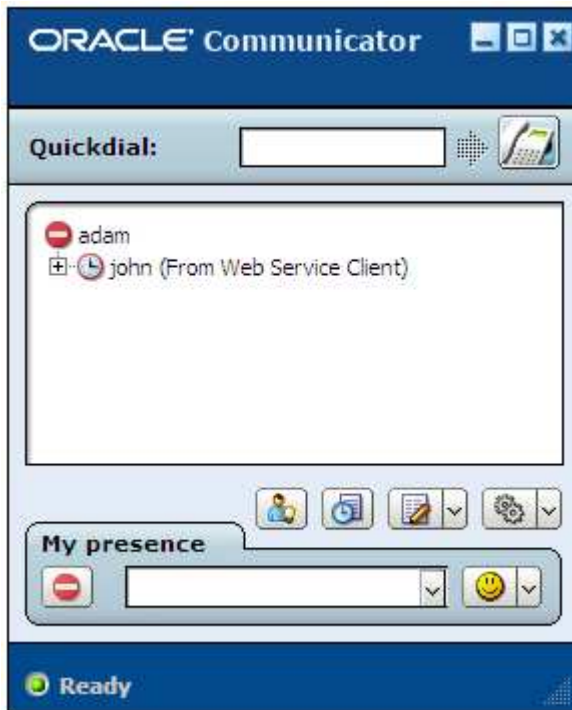 ORACLE' Communicator
Quickdial:
adam
john (From Web Service Client)
My presence
Ready